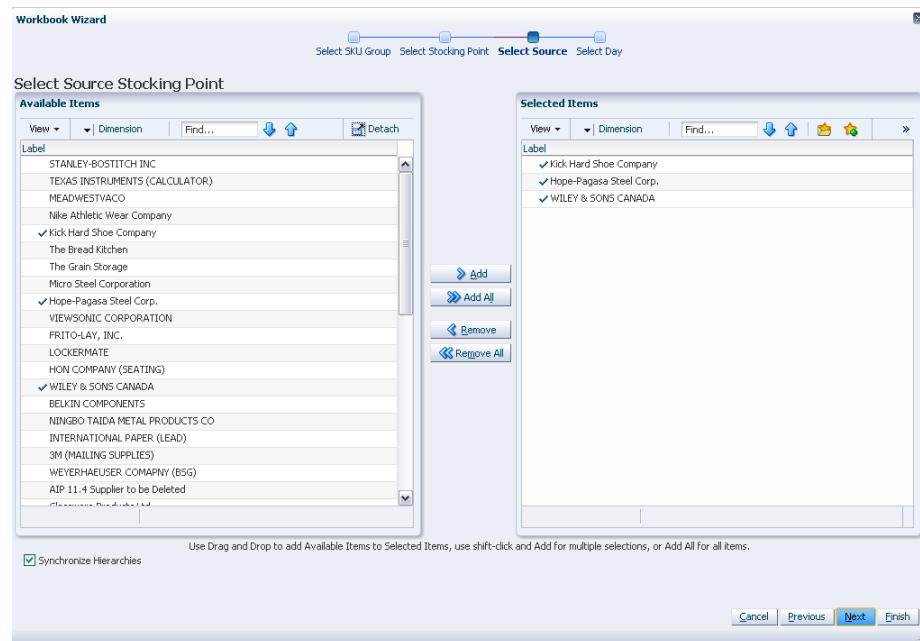 Workbook Wizard
Select SKU Group Select Stocking Point Select Source Select Day
Select Source Stocking Point
Available Items
View Dimension Find... Detach
Label
STANLEY-BOSTITCH INC
TEXAS INSTRUMENTS (CALCULATOR)
MEADWESTVACO
Nike Athletic Wear Company
Kick Hard Shoe Company
The Bread Kitchen
The Grain Storage
Micro Steel Corporation
Hope-Pagasa Steel Corp.
VIEWSONIC CORPORATION
FRITO-LAY, INC.
LOCKERMATE
HON COMPANY (SEATING)
WILEY & SONS CANADA
BELKIN COMPONENTS
NINGBO TAIDA METAL PRODUCTS CO
INTERNATIONAL PAPER (LEAD)
3M (MAILING SUPPLIES)
WEYERHAEUSER COMAPNY (BSG)
AIP 11.4 Supplier to be Deleted
Add
Add All
Remove
Remove All
Selected Items
View Dimension Find... »
Label
Kick Hard Shoe Company
Hope-Pagasa Steel Corp.
WILEY & SONS CANADA
Use Drag and Drop to add Available Items to Selected Items, use shift-click and Add for multiple selections, or Add All for all items.
Synchronize Hierarchies
Cancel Previous Next Finish